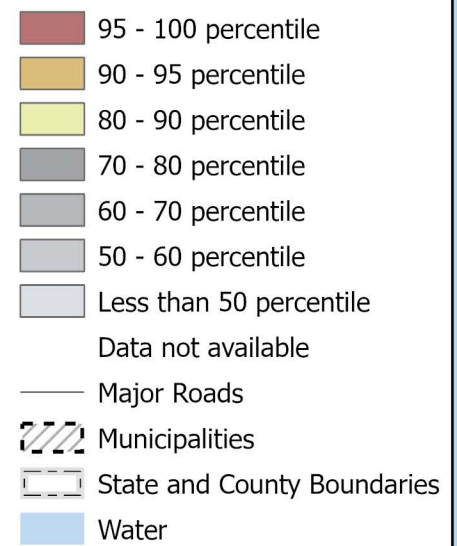 95 - 100 percentile
90 - 95 percentile
80 - 90 percentile
70 - 80 percentile
60 - 70 percentile
50 - 60 percentile
Less than 50 percentile
Data not available
Major Roads
Municipalities
State and County Boundaries
Water